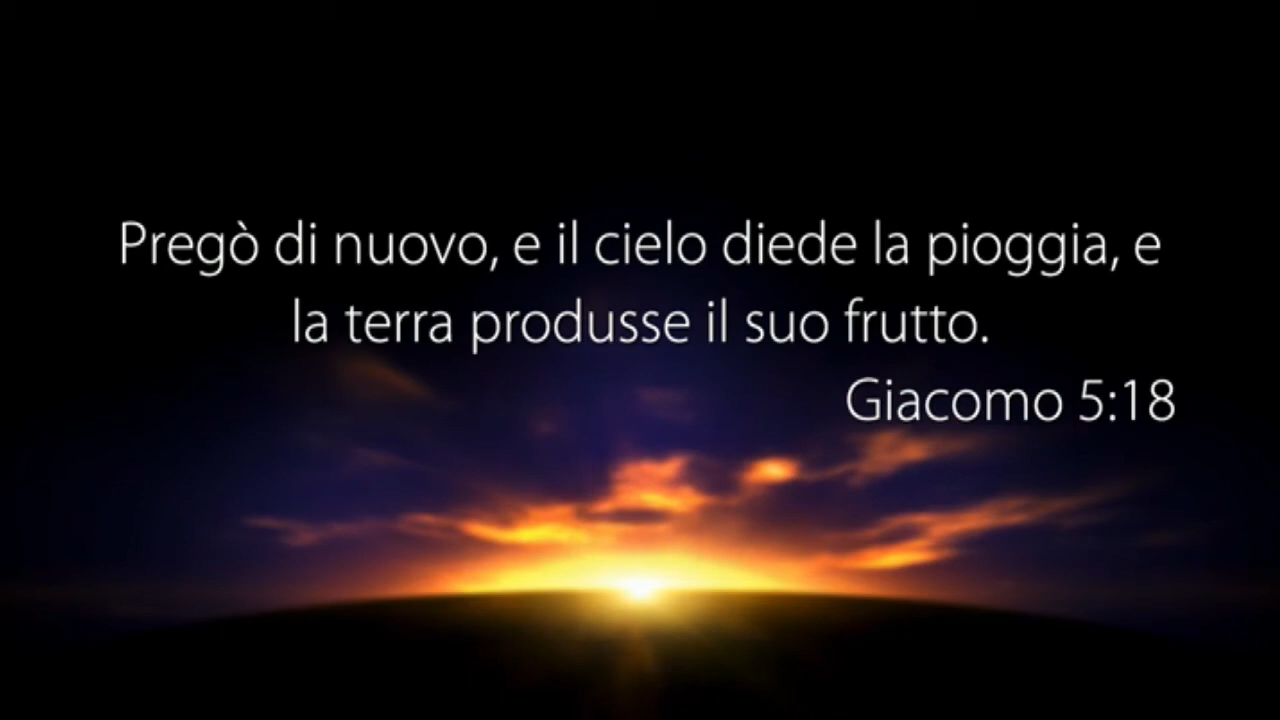 Pregò di nuovo, e il cielo diede la pioggia, e
la terra produsse il suo frutto.
Giacomo 5:18